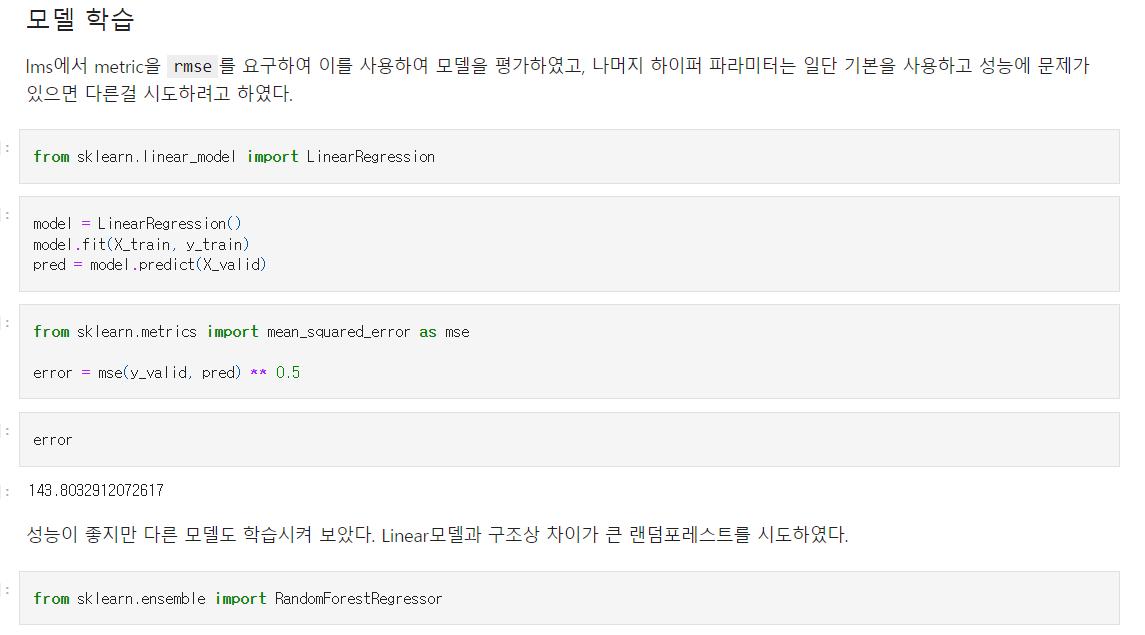 모델 학습
lms에서 metric을 rmse 를 요구하여 이를 사용하여 모델을 평가하였고, 나머지 하이퍼 파라미터는 일단 기본을 사용하고 성능에 문제가
있으면 다른걸 시도하려고 하였다.
]:
from sklearn.linear_model import LinearRegression
]:
model = LinearRegression()
model.fit(X_train, y_train)
pred = model.predict(X_valid)
]:
from sklearn.metrics import mean_squared_error as mse
error = mse(y_valid, pred) ** 0.5
]:
error
]:
143.8032912072617
성능이 좋지만 다른 모델도 학습시켜 보았다. Linear모델과 구조상 차이가 큰 랜덤포레스트를 시도하였다.
]:
from sklearn.ensemble import RandomForestRegressor